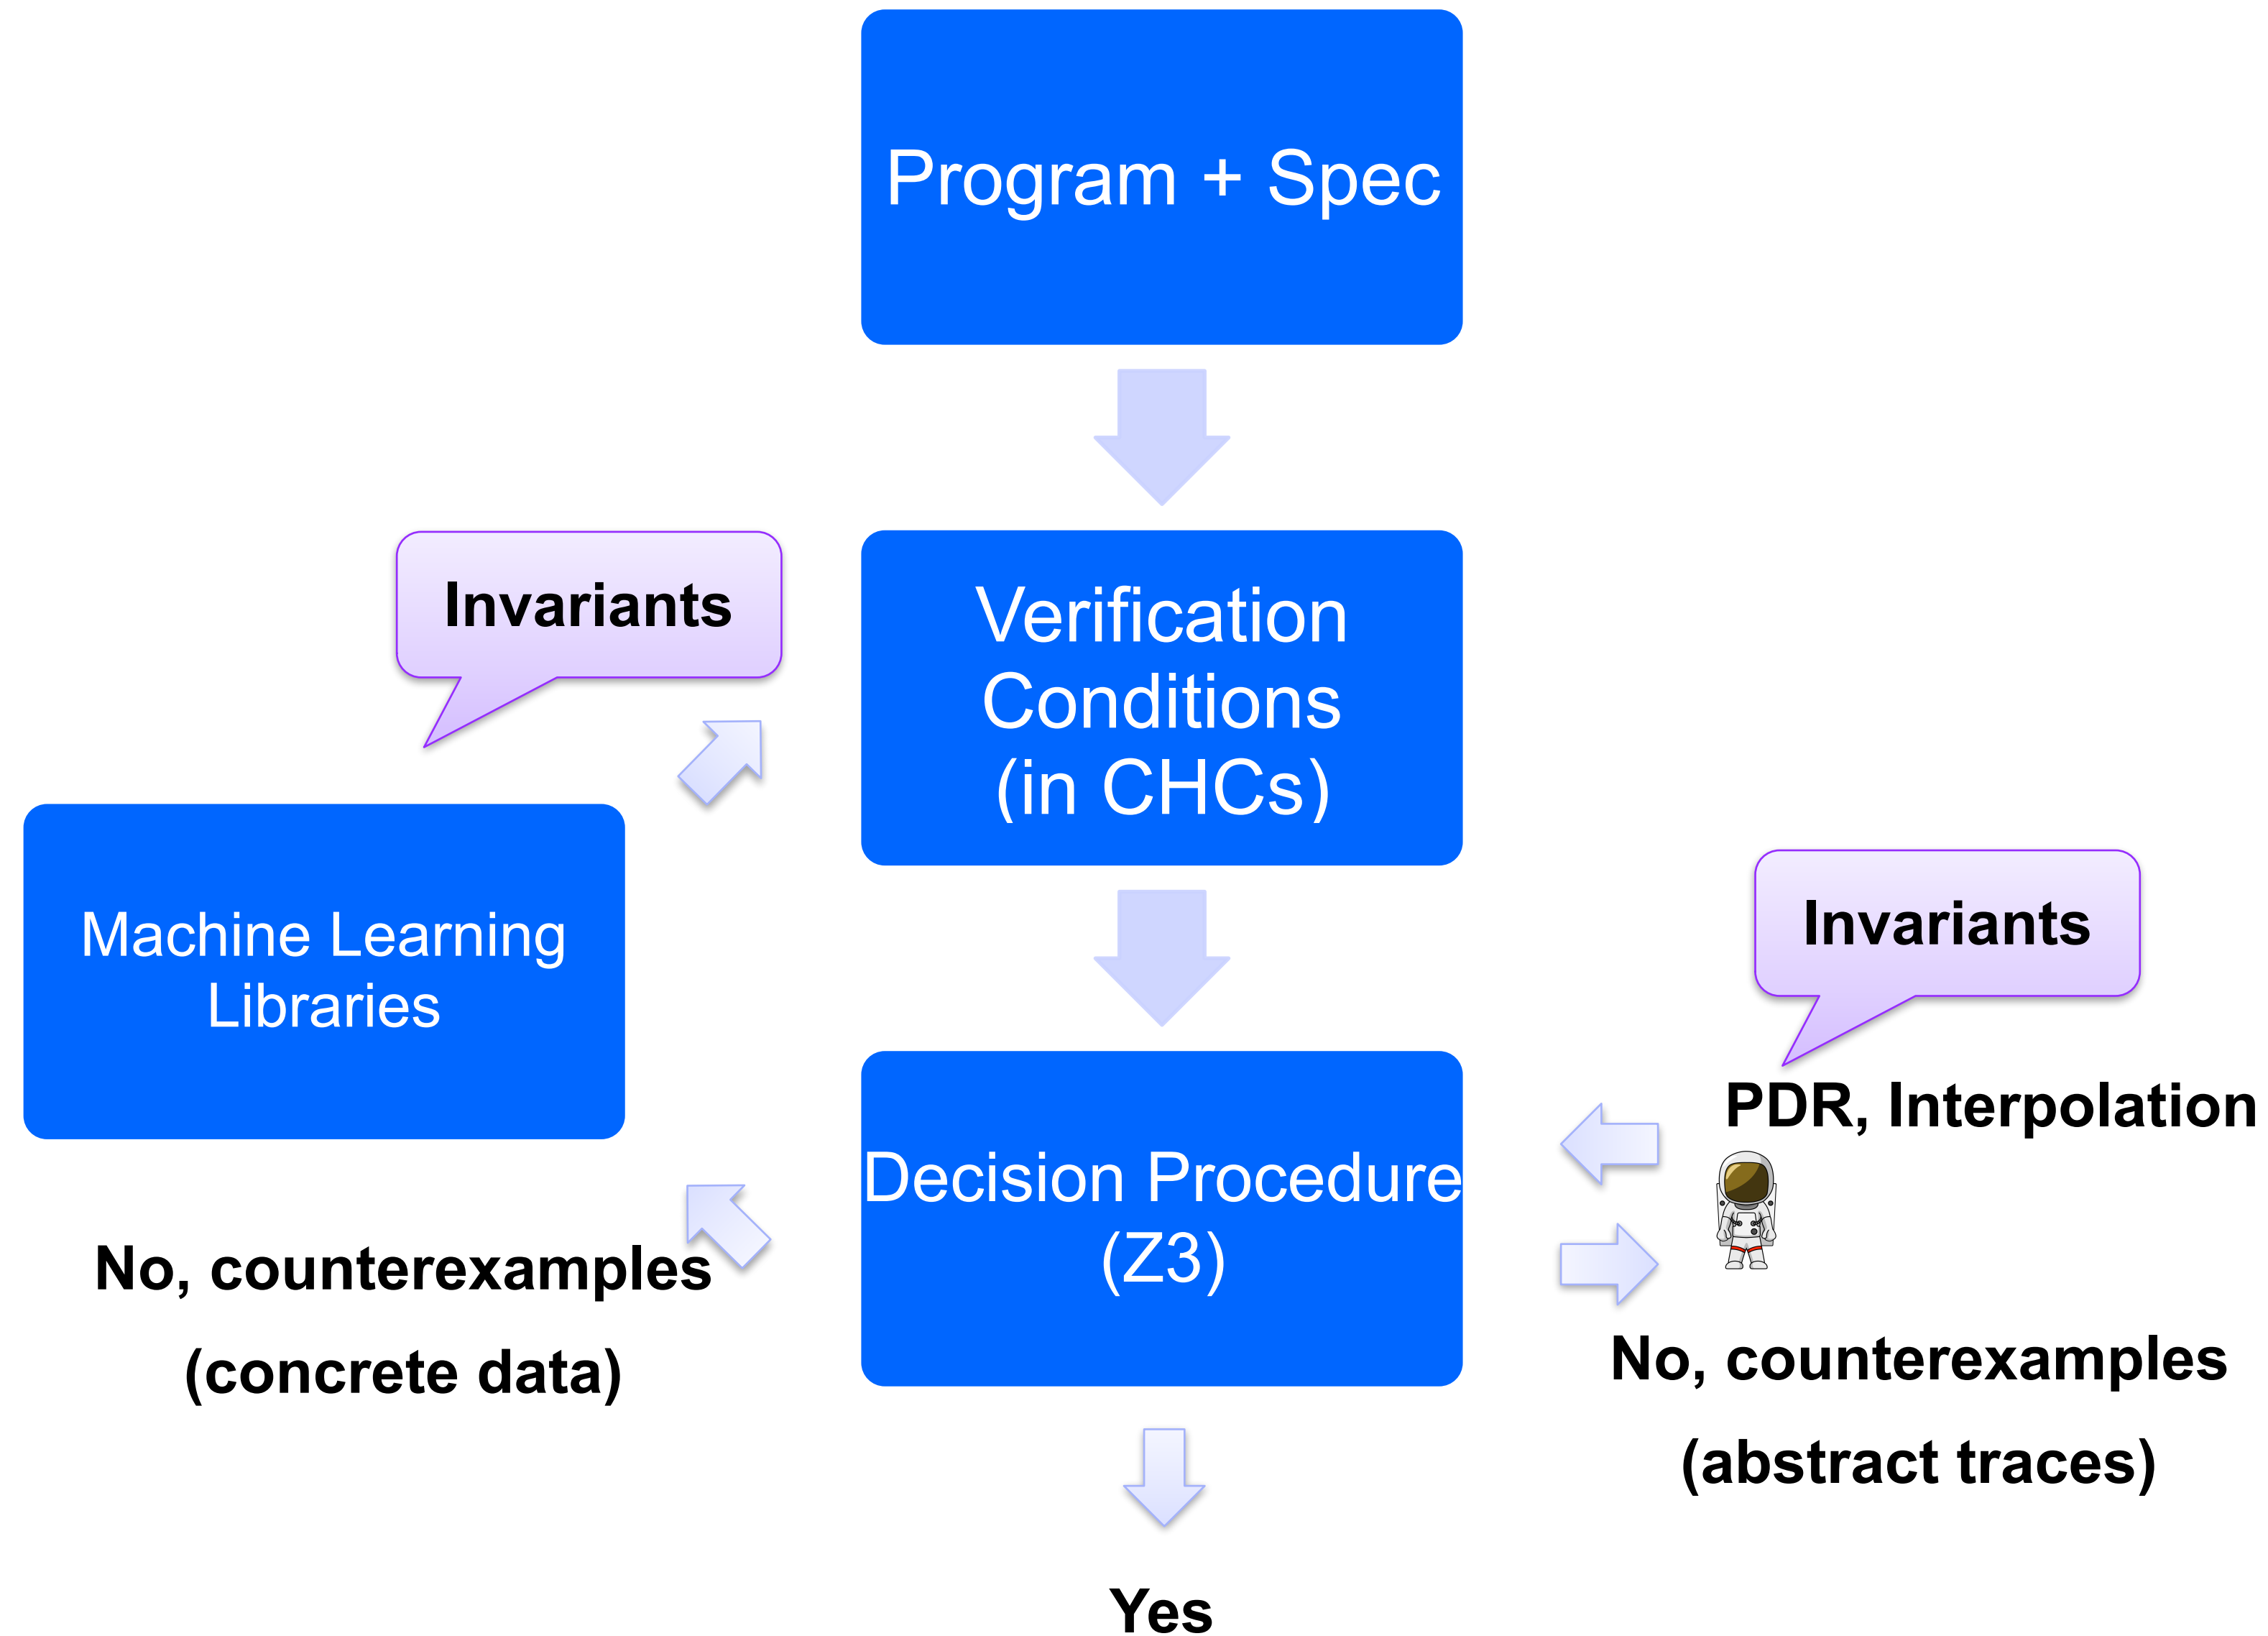 Program + Spec
Invariants
Verification
Conditions
(in CHCs)
Machine Learning
Libraries
Invariants
PDR, Interpolation
Decision Procedure
(Z3)
No, counterexamples
(concrete data)
No, counterexamples
(abstract traces)
Yes